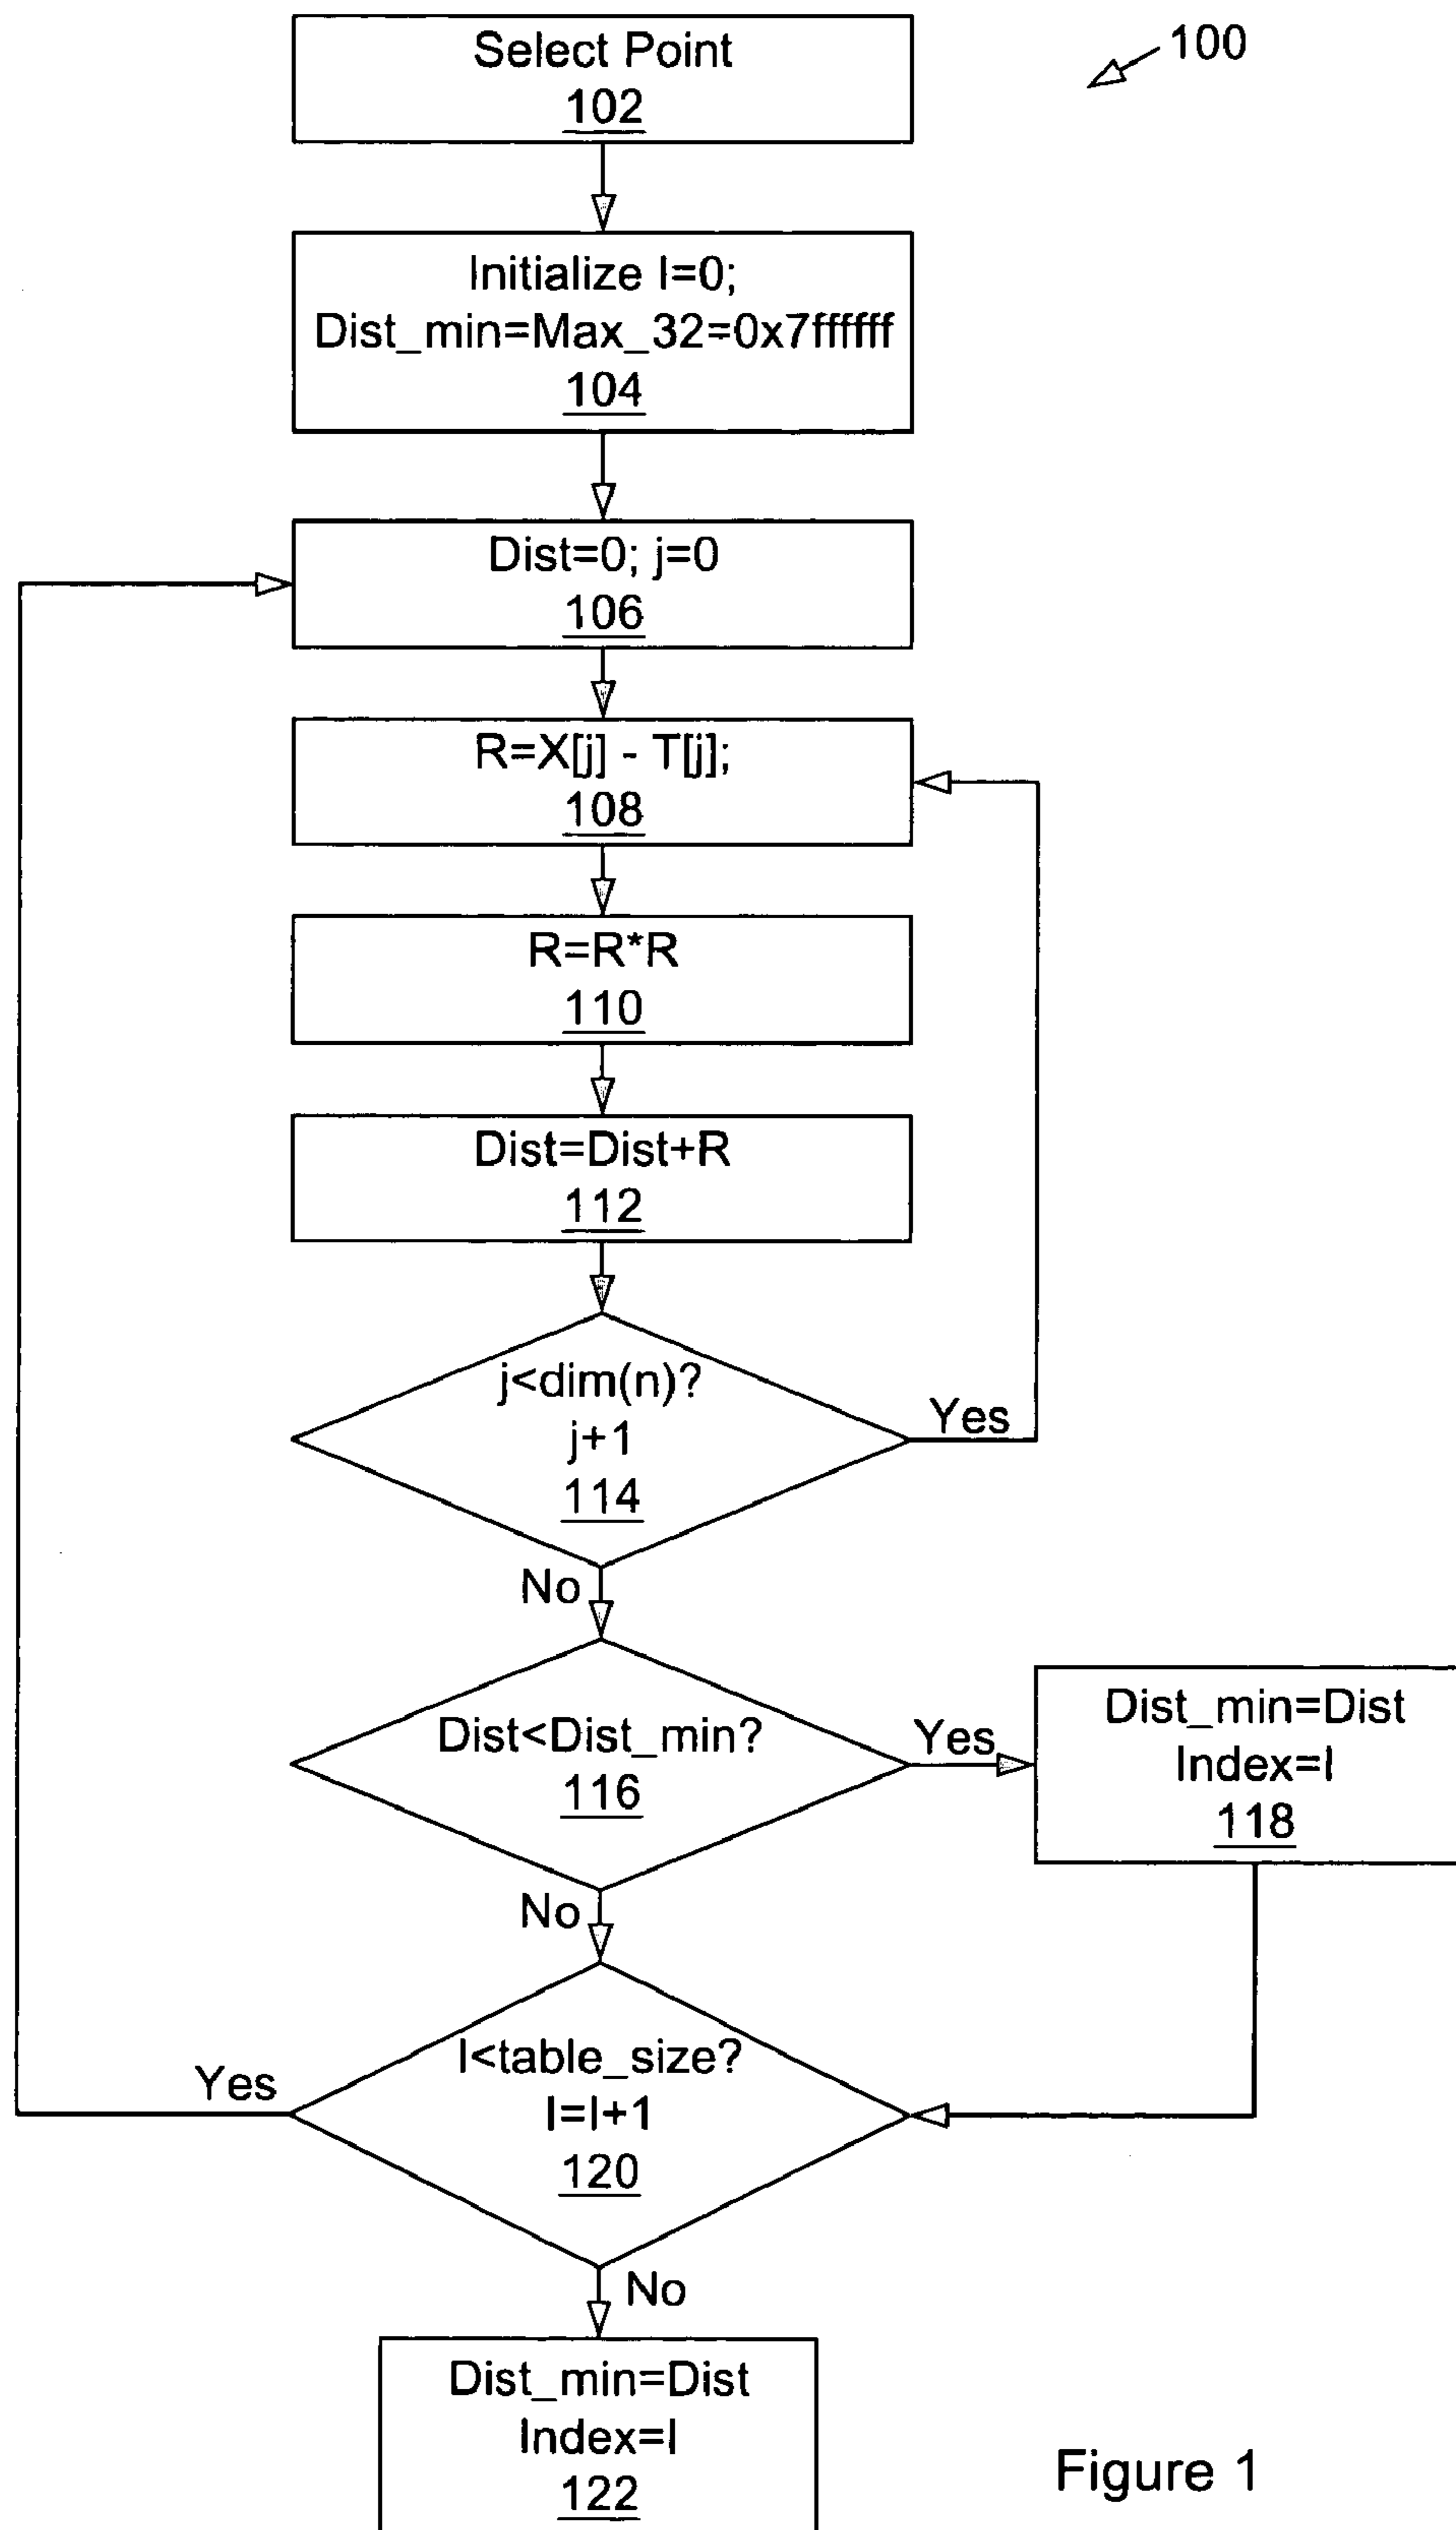 Select Point
102
100
Initialize I=0;
Dist_min=Max_32=0x7ffffff
104
Dist=0; j=0
106
R=X[j] - T[j];
108
R=R*R
110
Dist=Dist+R
112
j<dim(n)?
j+1
114
Yes
No
Dist<Dist_min?
116
Yes
Dist_min=Dist
Index=I
118
No
I<table_size?
I=I+1
120
Yes
No
Dist_min=Dist
Index=I
122
Figure 1